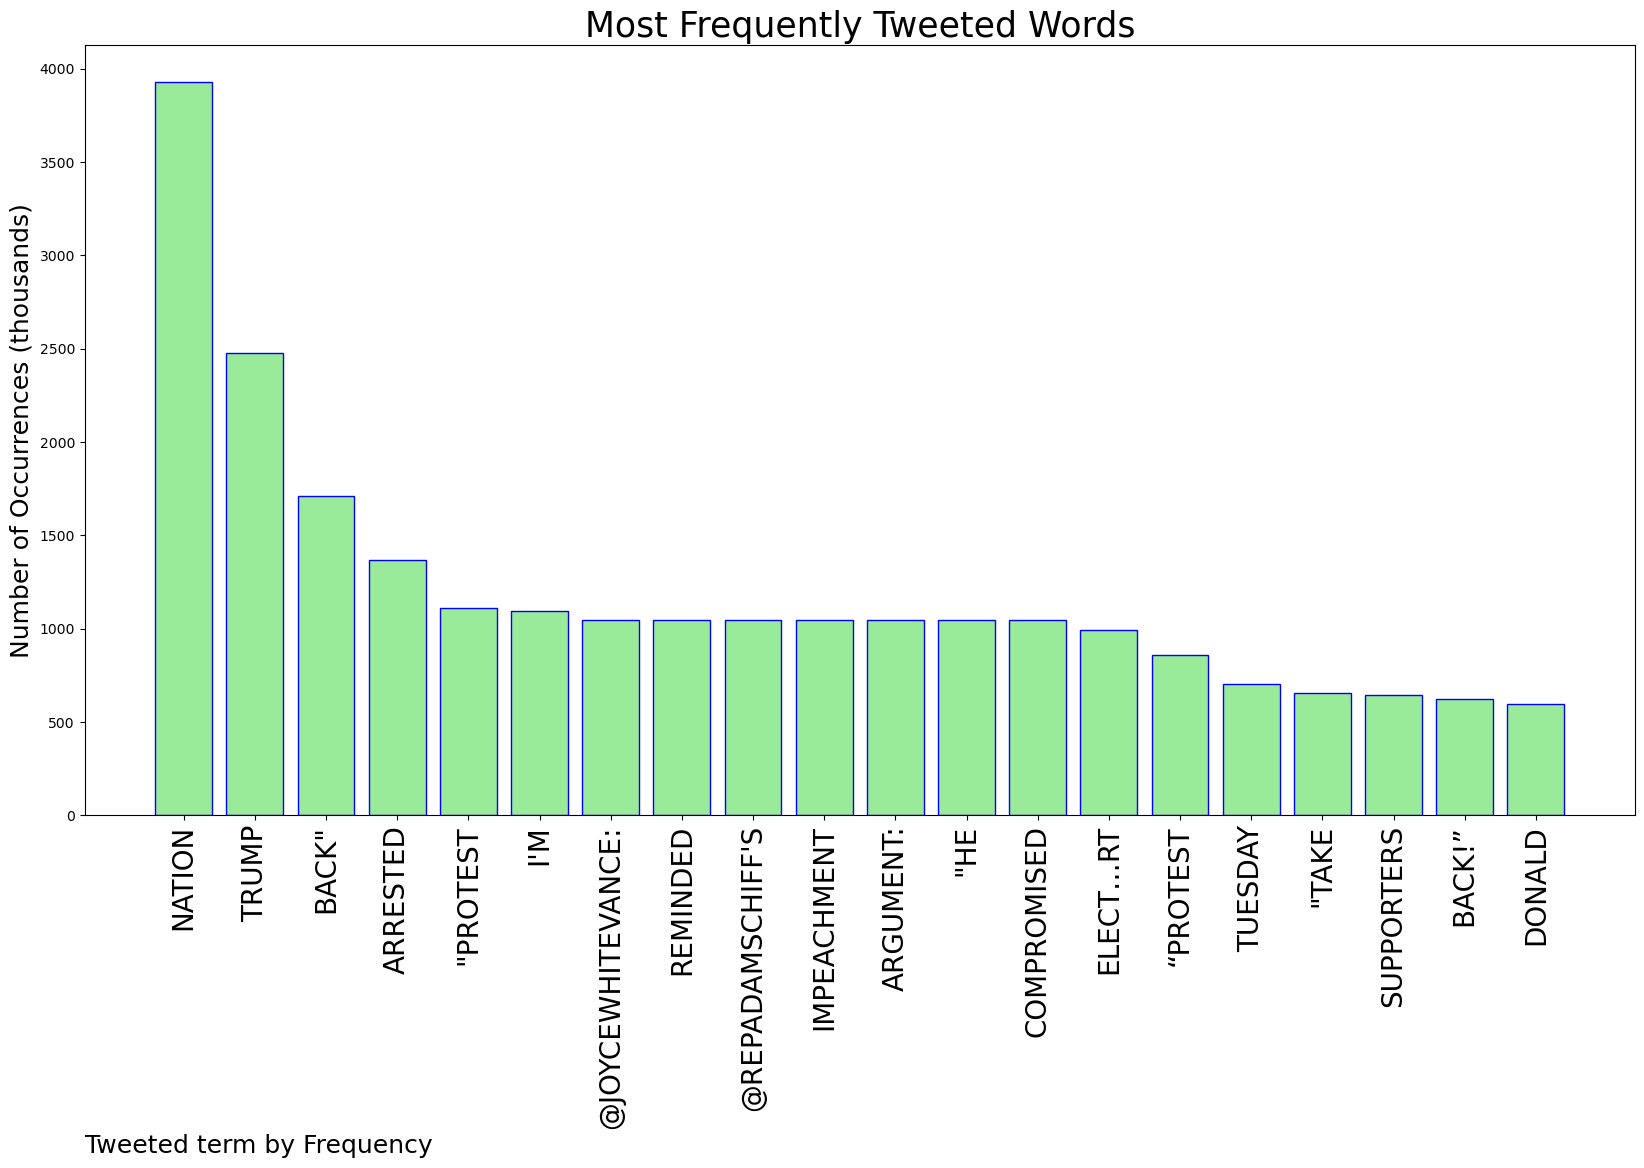 Most Frequently Tweeted Words
Number of Occurrences (thousands)
4000
3500
3000
2500
2000
1500
1000
500
0
NATION
TRUMP
BACK"
ARRESTED
"PROTEST
I'M
@JOYCEWHITEVANCE:
REMINDED
@REPADAMSCHIFF'S
IMPEACHMENT
ARGUMENT:
"HE
COMPROMISED
ELECT…RT
“PROTEST
TUESDAY
"TAKE
SUPPORTERS
BACK!”
DONALD
Tweeted term by Frequency